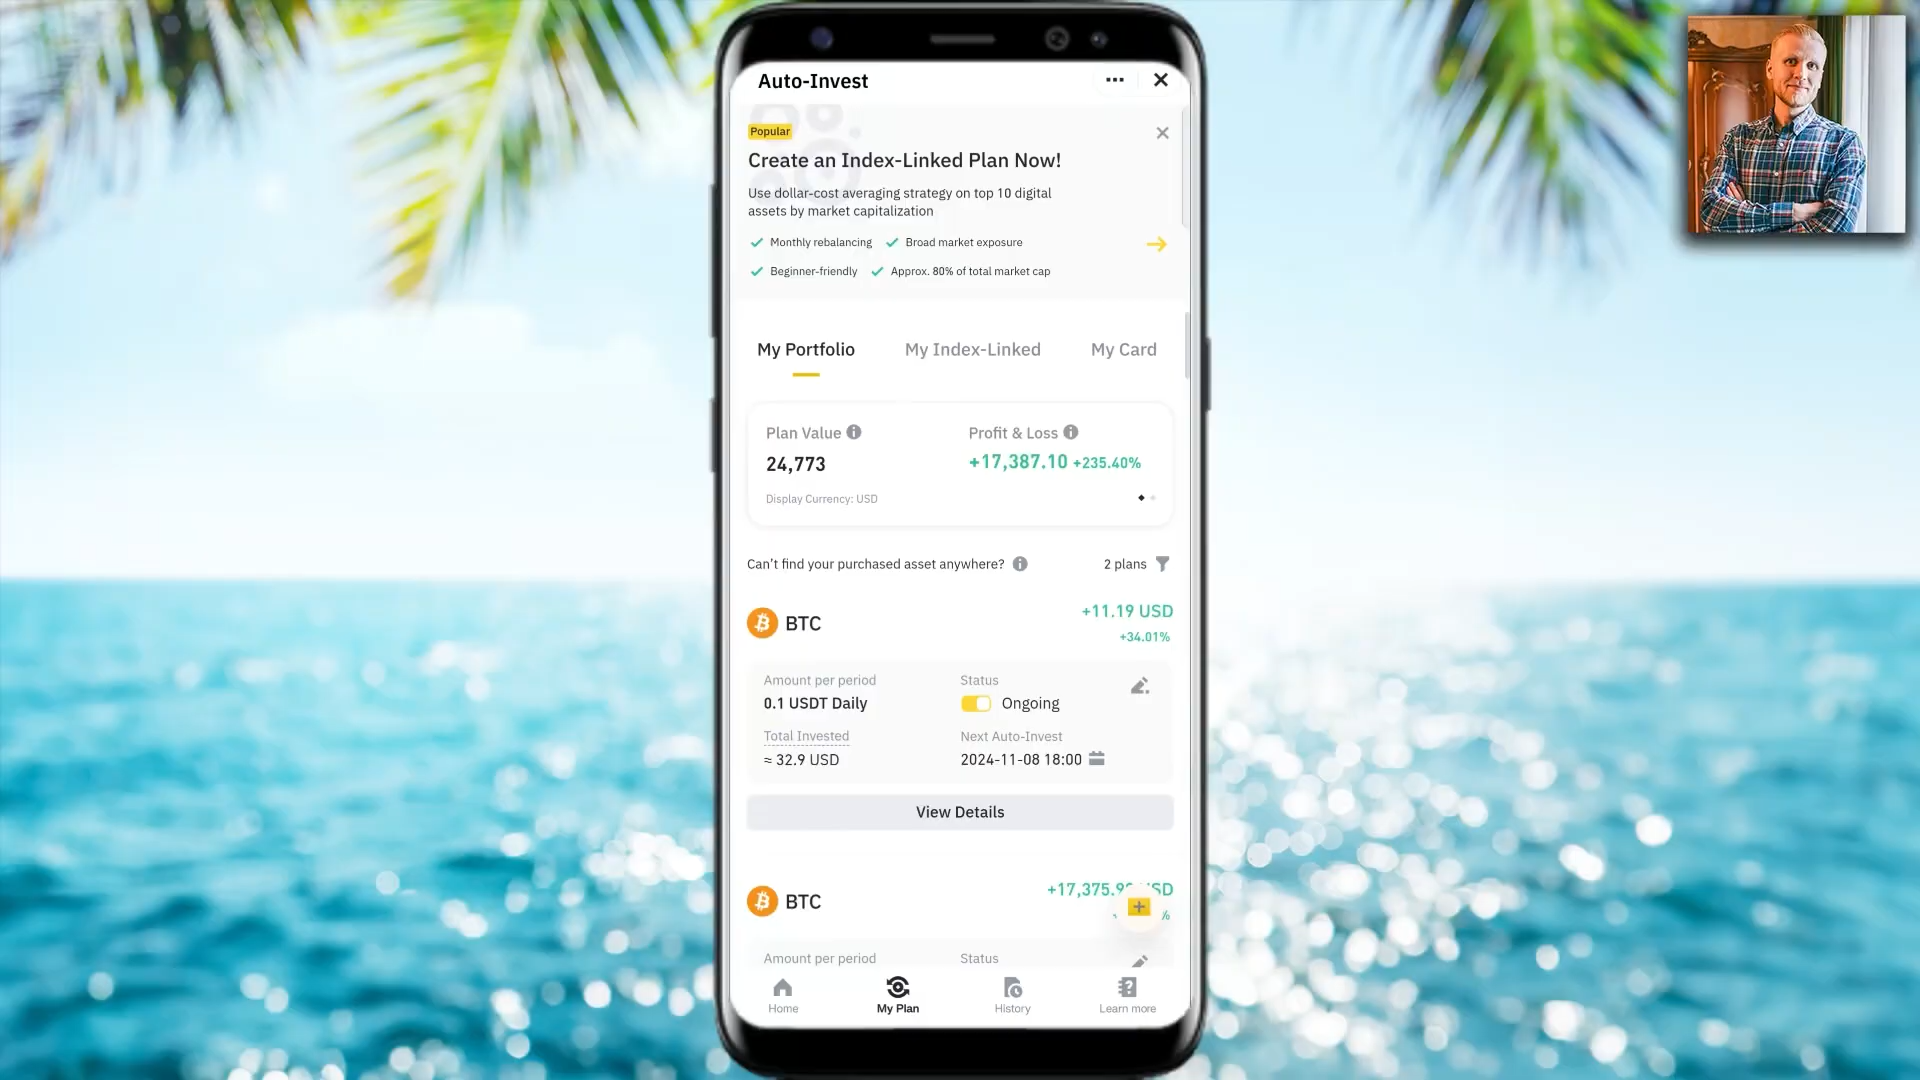 Auto-Invest
Popular
Create an Index-Linked Plan Now!
Use dollar-cost averaging strategy on top 10 digital
assets by market capitalization
Monthly rebalancing Broad market exposure
Beginner-friendly Approx. 80% of total market cap
My Portfolio My Index-Linked My Card
Plan Value Profit & Loss
24,773 +17,387.10 +235.40%
Display Currency: USD
Can't find your purchased asset anywhere? 2 plans
BTC +11.19 USD
+34.01%
Amount per period Status
0.1 USDT Daily Ongoing
Total Invested Next Auto-Invest
≈ 32.9 USD 2024-11-08 18:00
View Details
BTC
Amount per period Status
Home My Plan History Learn more